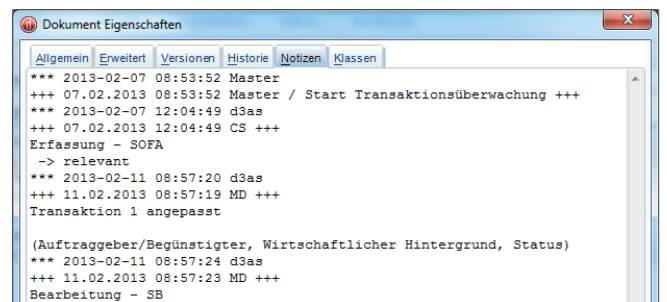 Dokument Eigenschaften
Allgemein Erweitert Versionen Historie Notizen Klassen
*** 2013-02-07 08:53:52 Master
+++ 07.02.2013 08:53:52 Master / Start Transaktionsüberwachung +++
*** 2013-02-07 12:04:49 d3as
+++ 07.02.2013 12:04:49 CS +++
Erfassung - SOFA
-> relevant
*** 2013-02-11 08:57:20 d3as
+++ 11.02.2013 08:57:19 MD +++
Transaktion 1 angepasst
(Auftraggeber/Begünstigter, Wirtschaftlicher Hintergrund, Status)
*** 2013-02-11 08:57:24 d3as
+++ 11.02.2013 08:57:23 MD +++
Bearbeitung - SB